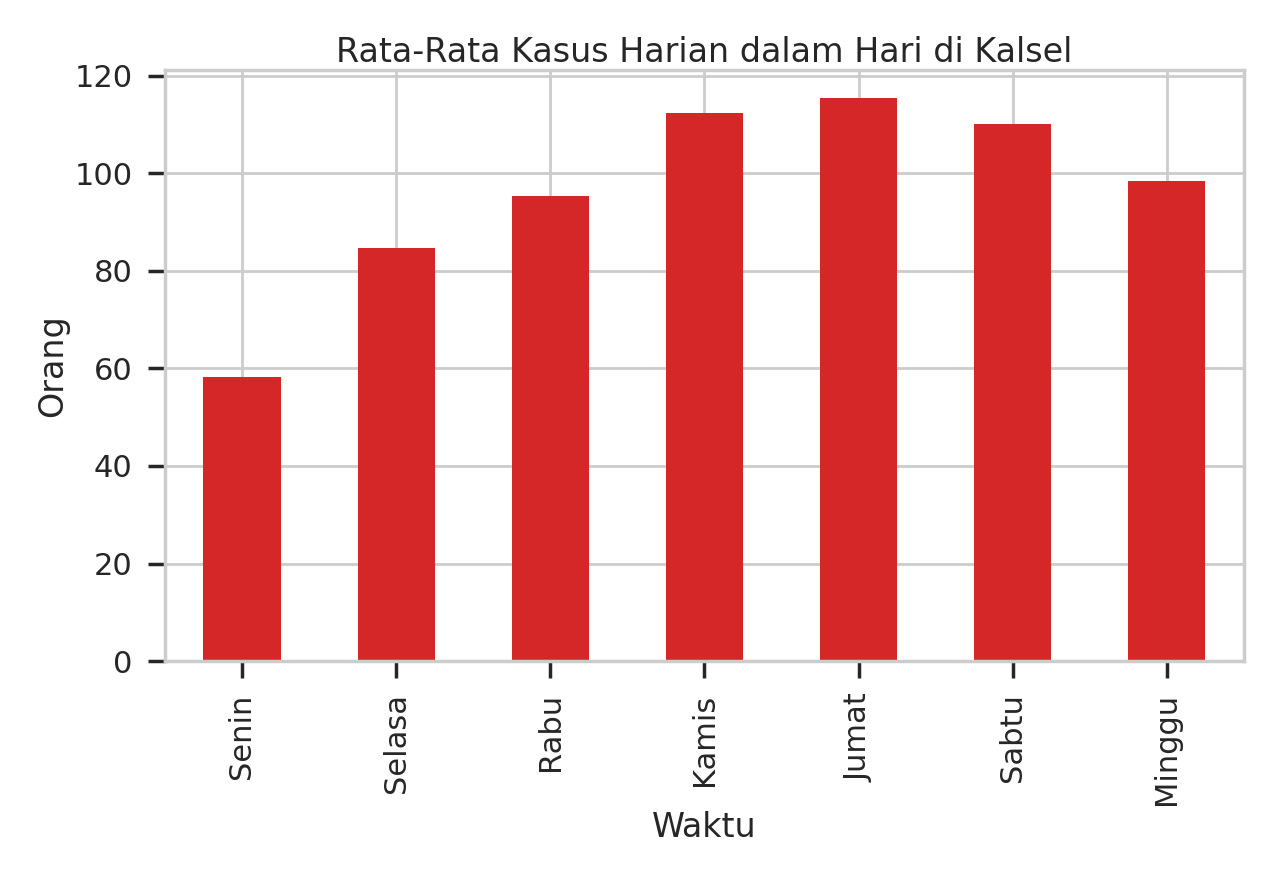 Rata-Rata Kasus Harian dalam Hari di Kalsel
120
100
80
60
40
20
0
Orang
Senin
Selasa
Rabu
Kamis
Jumat
Sabtu
Minggu
Waktu